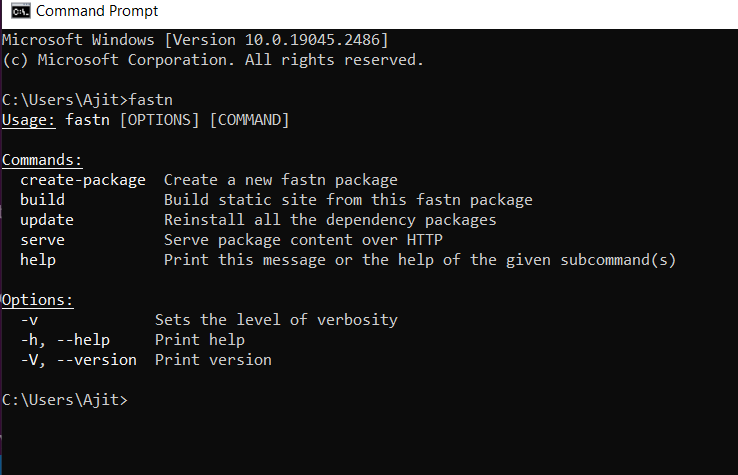 Command Prompt
Microsoft Windows [Version 10.0.19045.2486]
(c) Microsoft Corporation. All rights reserved.
C:\Users\Ajit>fastn
Usage: fastn [OPTIONS] [COMMAND]
Commands:
create-package  Create a new fastn package
build           Build static site from this fastn package
update          Reinstall all the dependency packages
serve           Serve package content over HTTP
help            Print this message or the help of the given subcommand(s)
Options:
-v             Sets the level of verbosity
-h, --help     Print help
-V, --version  Print version
C:\Users\Ajit>